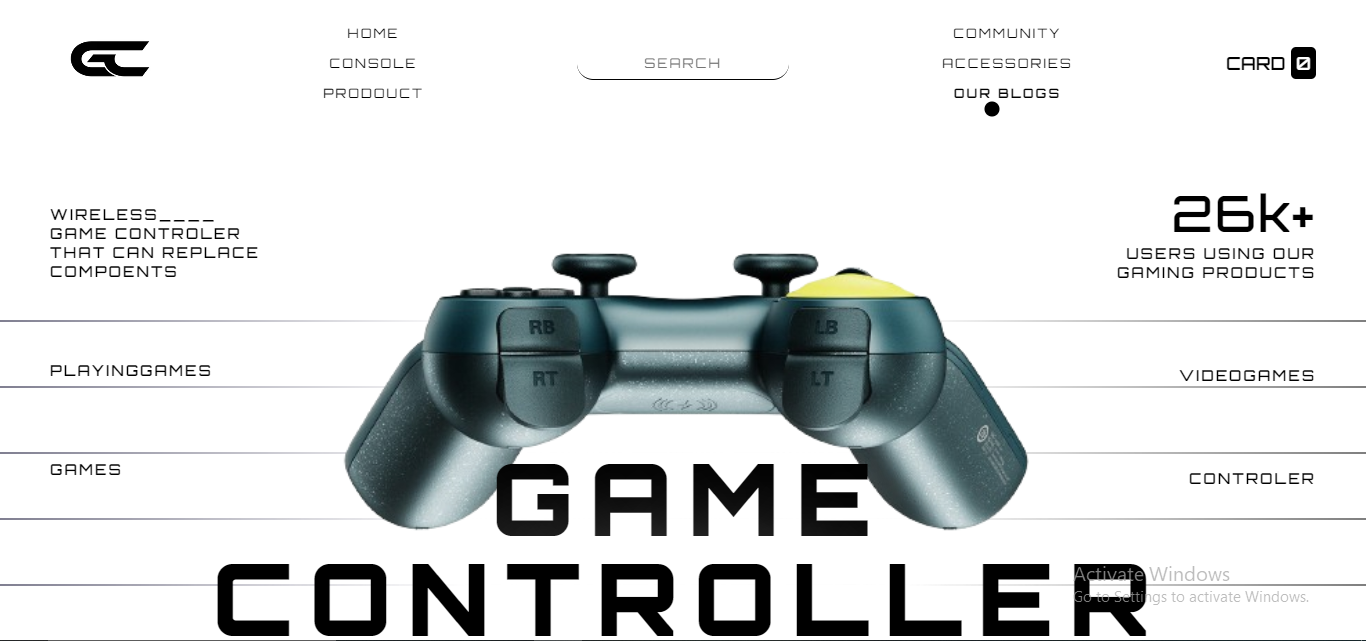 GC
HOME
CONSOLE
PRODOUCT
SEARCH
COMMUNITY
ACCESSORIES
OUR BLOGS
CARD 0
WIRELESS____
GAME CONTROLER
THAT CAN REPLACE
COMPOENTS
26k+
USERS USING OUR
GAMING PRODUCTS
RB
LB
RT
LT
PLAYINGGAMES
VIDEOGAMES
GAMES
CONTROLER
GAME
CONTROLLER
Activate Windows
Go to Settings to activate Windows.